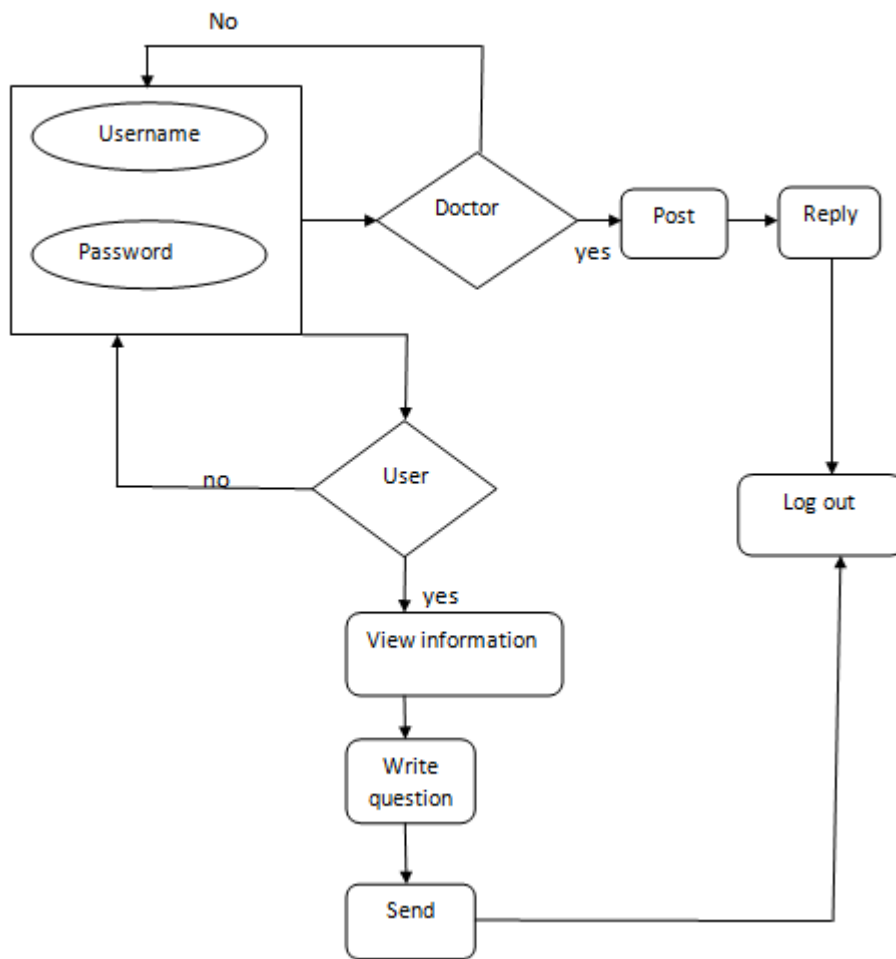 No
Username
Doctor
Post
Reply
Password
yes
no
User
Log out
yes
View information
Write
question
Send